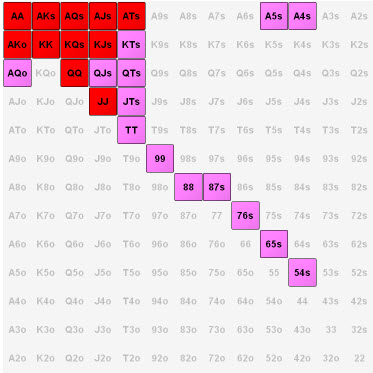 AA AKs AQs AJs ATs A9s A8s A7s A6s A5s A4s A3s A2s
AKo KK KQs KJs KTs K9s K8s K7s K6s K5s K4s K3s K2s
AQo KQo QQ QJs QTs Q9s Q8s Q7s Q6s Q5s Q4s Q3s Q2s
AJo KJo QJo JJ JTs J9s J8s J7s J6s J5s J4s J3s J2s
ATo KTo QTo JTo TT T9s T8s T7s T6s T5s T4s T3s T2s
A9o K9o Q9o J9o T9o 99 98s 97s 96s 95s 94s 93s 92s
A8o K8o Q8o J8o T8o 98o 88 87s 86s 85s 84s 83s 82s
A7o K7o Q7o J7o T7o 97o 87o 77 76s 75s 74s 73s 72s
A6o K6o Q6o J6o T6o 96o 86o 76o 66 65s 64s 63s 62s
A5o K5o Q5o J5o T5o 95o 85o 75o 65o 55 54s 53s 52s
A4o K4o Q4o J4o T4o 94o 84o 74o 64o 54o 44 43s 42s
A3o K3o Q3o J3o T3o 93o 83o 73o 63o 53o 43o 33 32s
A2o K2o Q2o J2o T2o 92o 82o 72o 62o 52o 42o 32o 22